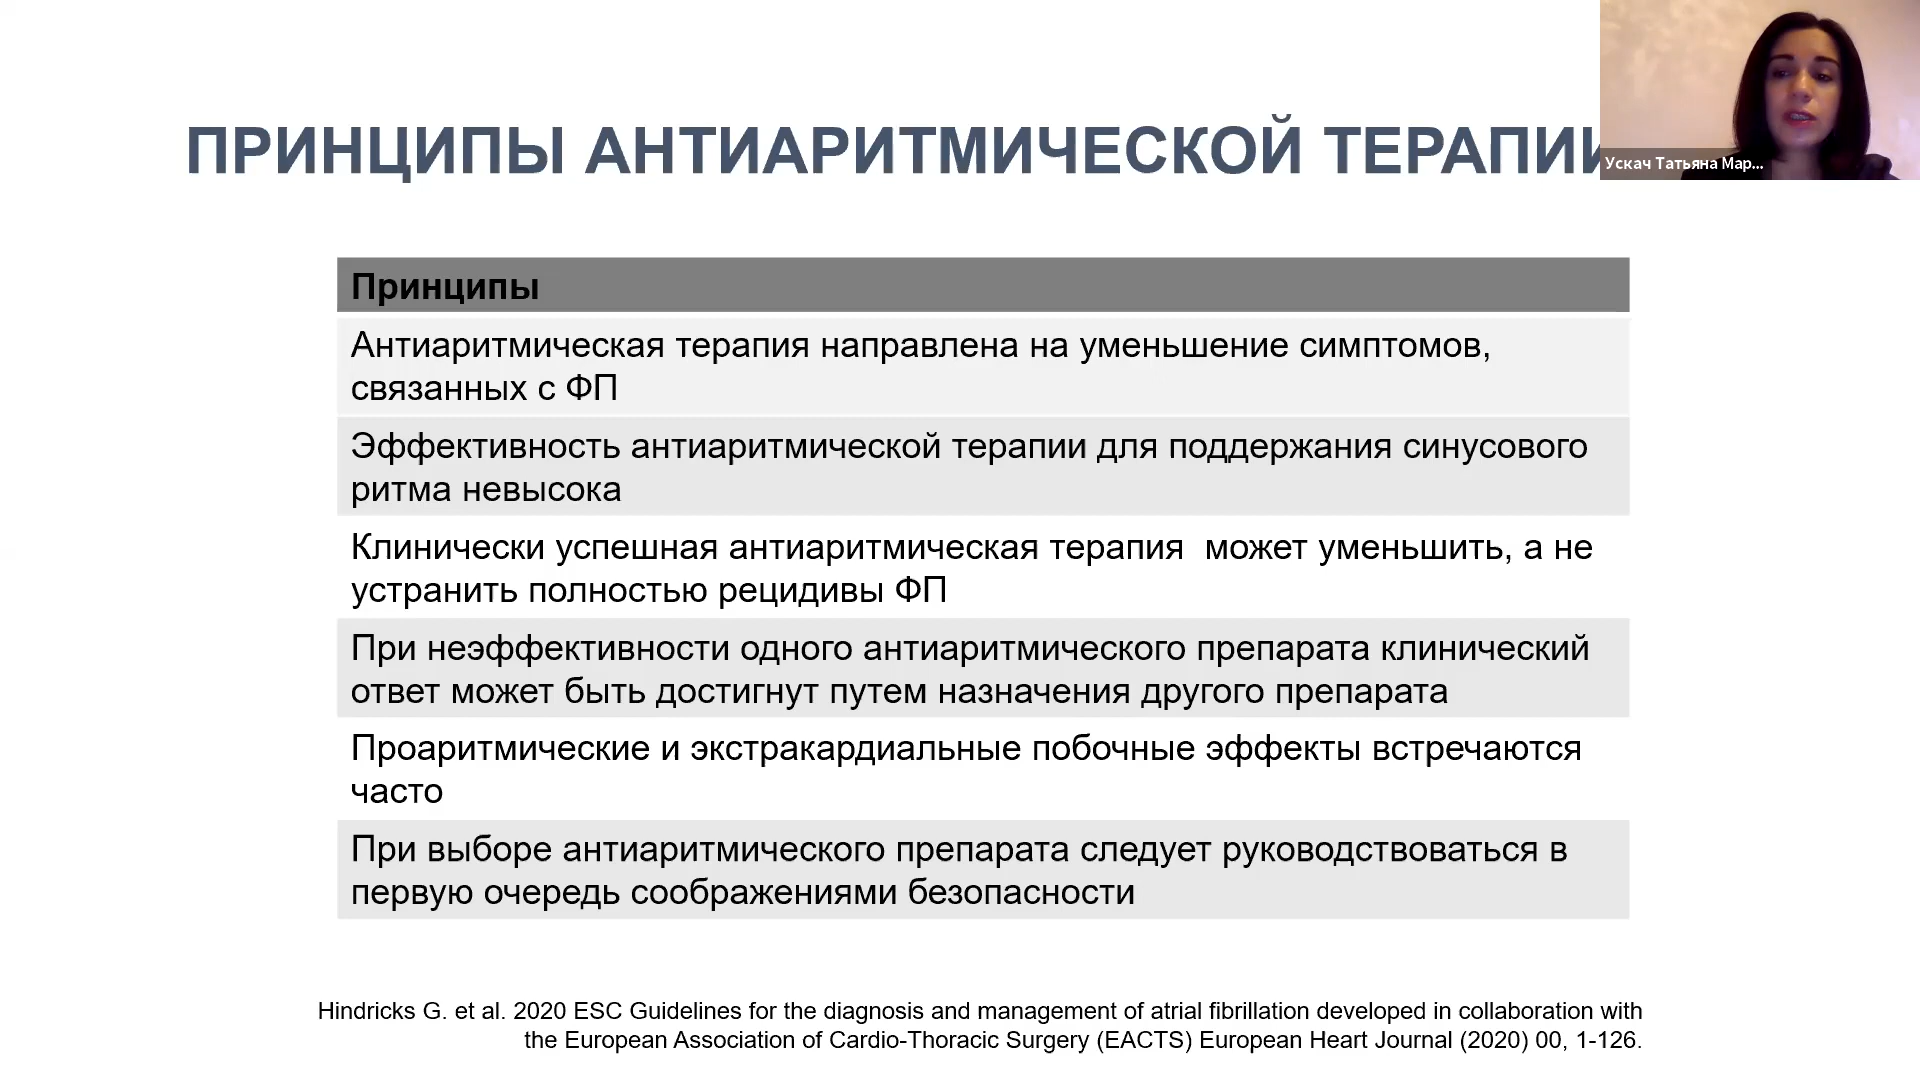 ПРИНЦИПЫ АНТИАРИТМИЧЕСКОЙ ТЕРАПИИ
Ускач Татьяна Мар...
Принципы
Антиаритмическая терапия направлена на уменьшение симптомов,
связанных с ФП
Эффективность антиаритмической терапии для поддержания синусового
ритма невысока
Клинически успешная антиаритмическая терапия может уменьшить, а не
устранить полностью рецидивы ФП
При неэффективности одного антиаритмического препарата клинический
ответ может быть достигнут путем назначения другого препарата
Проаритмические и экстракардиальные побочные эффекты встречаются
часто
При выборе антиаритмического препарата следует руководствоваться в
первую очередь соображениями безопасности
Hindricks G. et al. 2020 ESC Guidelines for the diagnosis and management of atrial fibrillation developed in collaboration with
the European Association of Cardio-Thoracic Surgery (EACTS) European Heart Journal (2020) 00, 1-126.